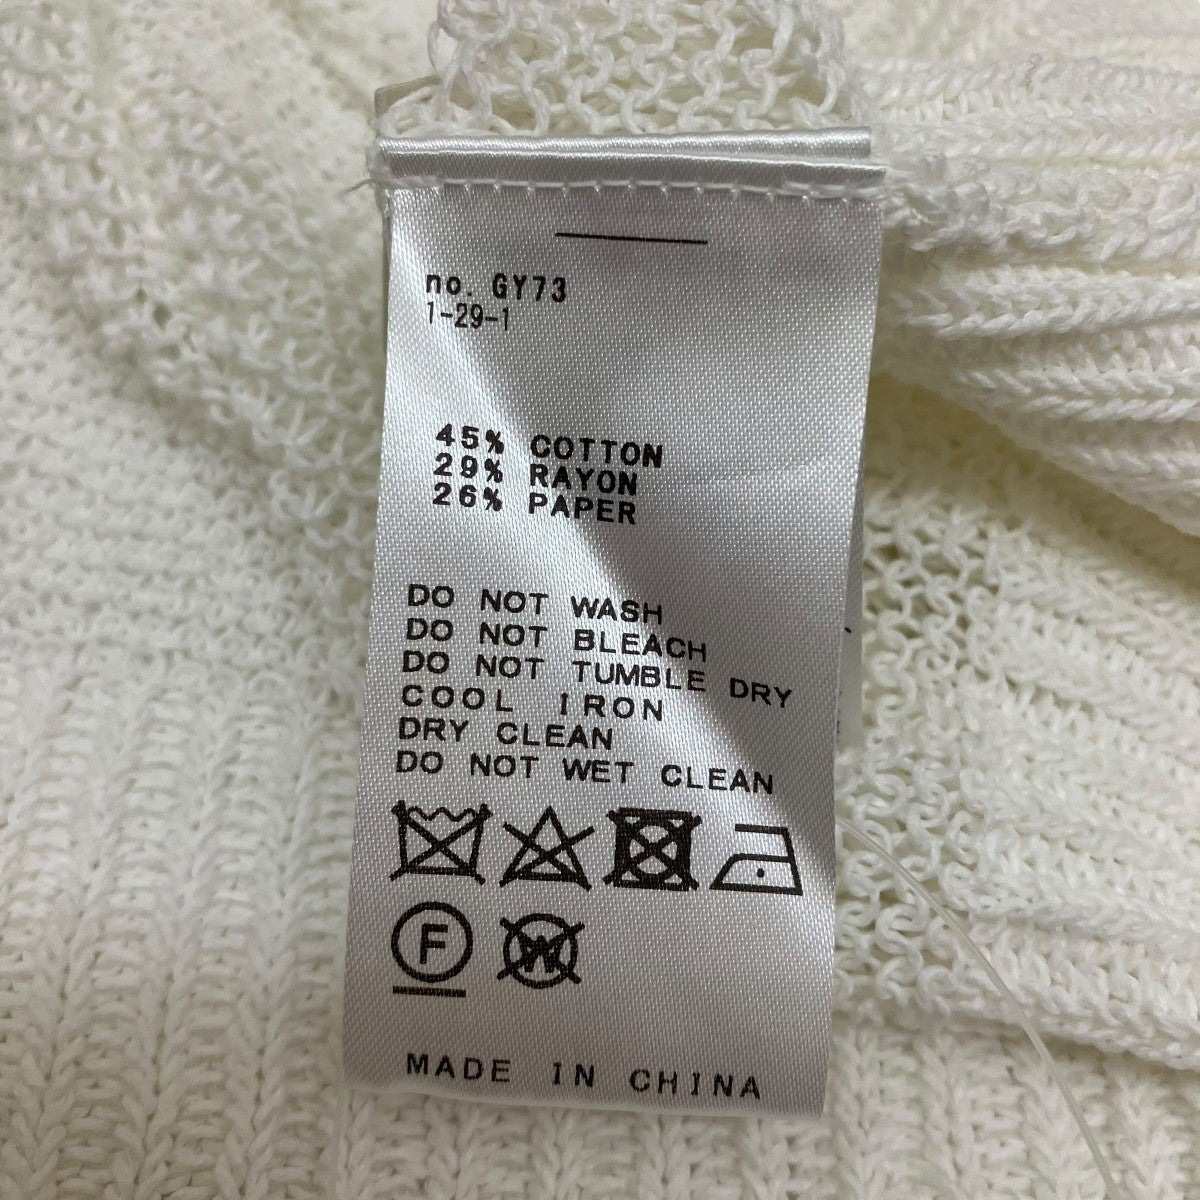 no. GY73
1-29-1
45% COTTON
29% RAYON
26% PAPER
DO NOT WASH
DO NOT BLEACH
DO NOT TUMBLE DRY
COOL IRON
DRY CLEAN
DO NOT WET CLEAN
F W
MADE IN CHINA